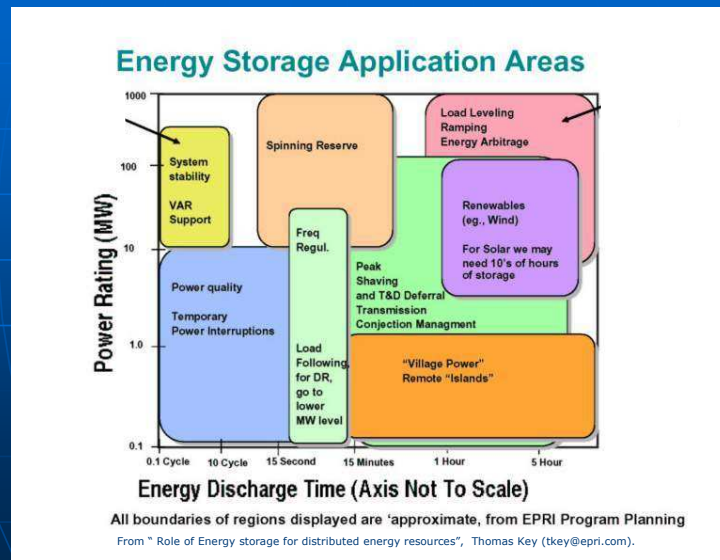 Energy Storage Application Areas
Power Rating (MW)
1000
100
10
1.0
0.1
System
stability
VAR
Support
Spinning Reserve
Load Leveling
Ramping
Energy Arbitrage
Renewables
(eg., Wind)
For Solar we may
need 10's of hours
of storage
Freq
Regul.
Load
Following,
for DR,
go to
lower
MW level
Peak
Shaving
and T&D Deferral
Transmission
Conjection Managment
Power quality
Temporary
Power Interruptions
"Village Power"
Remote "Islands"
0.1 Cycle
10 Cycle
15 Second
15 Minutes
1 Hour
5 Hour
Energy Discharge Time (Axis Not To Scale)
All boundaries of regions displayed are 'approximate, from EPRI Program Planning
From " Role of Energy storage for distributed energy resources", Thomas Key (tkey@epri.com).